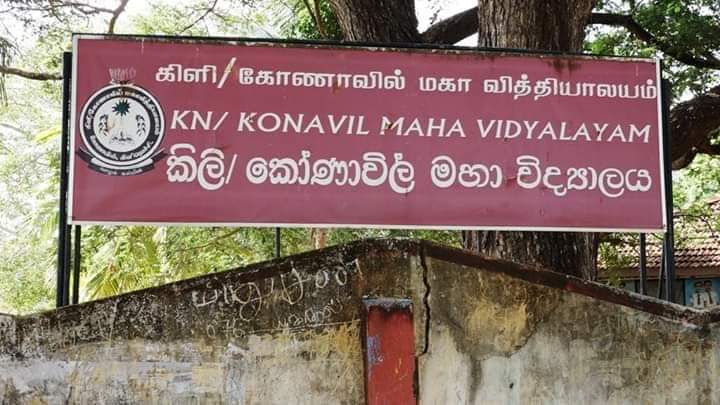 கிளி/ கோணாவில் மகா வித்தியாலயம்
KN/ KONAVIL MAHA VIDYALAYAM
කිලි/ කෝණාවිල් මහා විද්‍යාලය